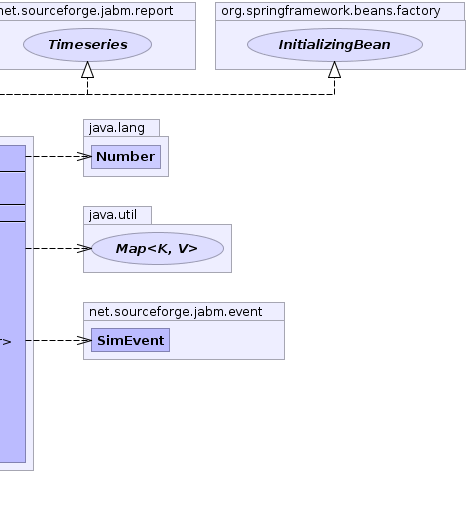 net.sourceforge.jabm.report
org.springframework.beans.factory
Timeseries
InitializingBean
java.lang
Number
java.util
Map<K, V>
net.sourceforge.jabm.event
SimEvent
>